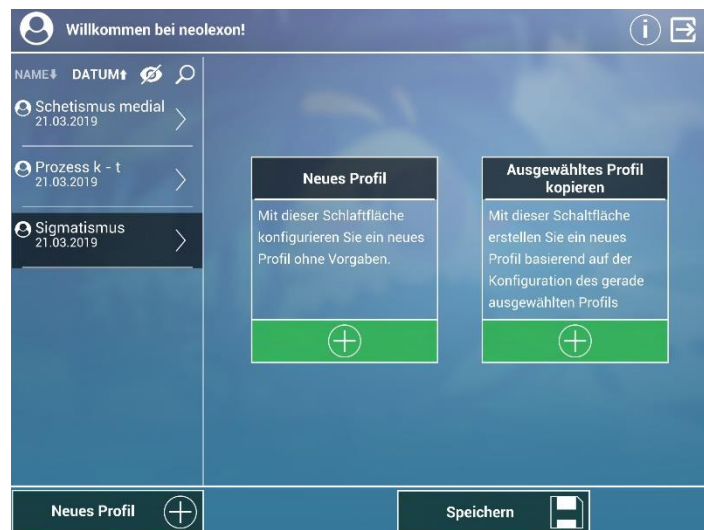 Willkommen bei neolexon!
NAME⬇ DATUM⬆
Schetismus medial
21.03.2019
Prozess k - t
21.03.2019
Sigmatismus
21.03.2019
Neues Profil
Mit dieser Schlaftfläche
konfigurieren Sie ein neues
Profil ohne Vorgaben.
Ausgewähltes Profil
kopieren
Mit dieser Schaltfläche
erstellen Sie ein neues
Profil basierend auf der
Konfiguration des gerade
ausgewählten Profils
Neues Profil
Speichern